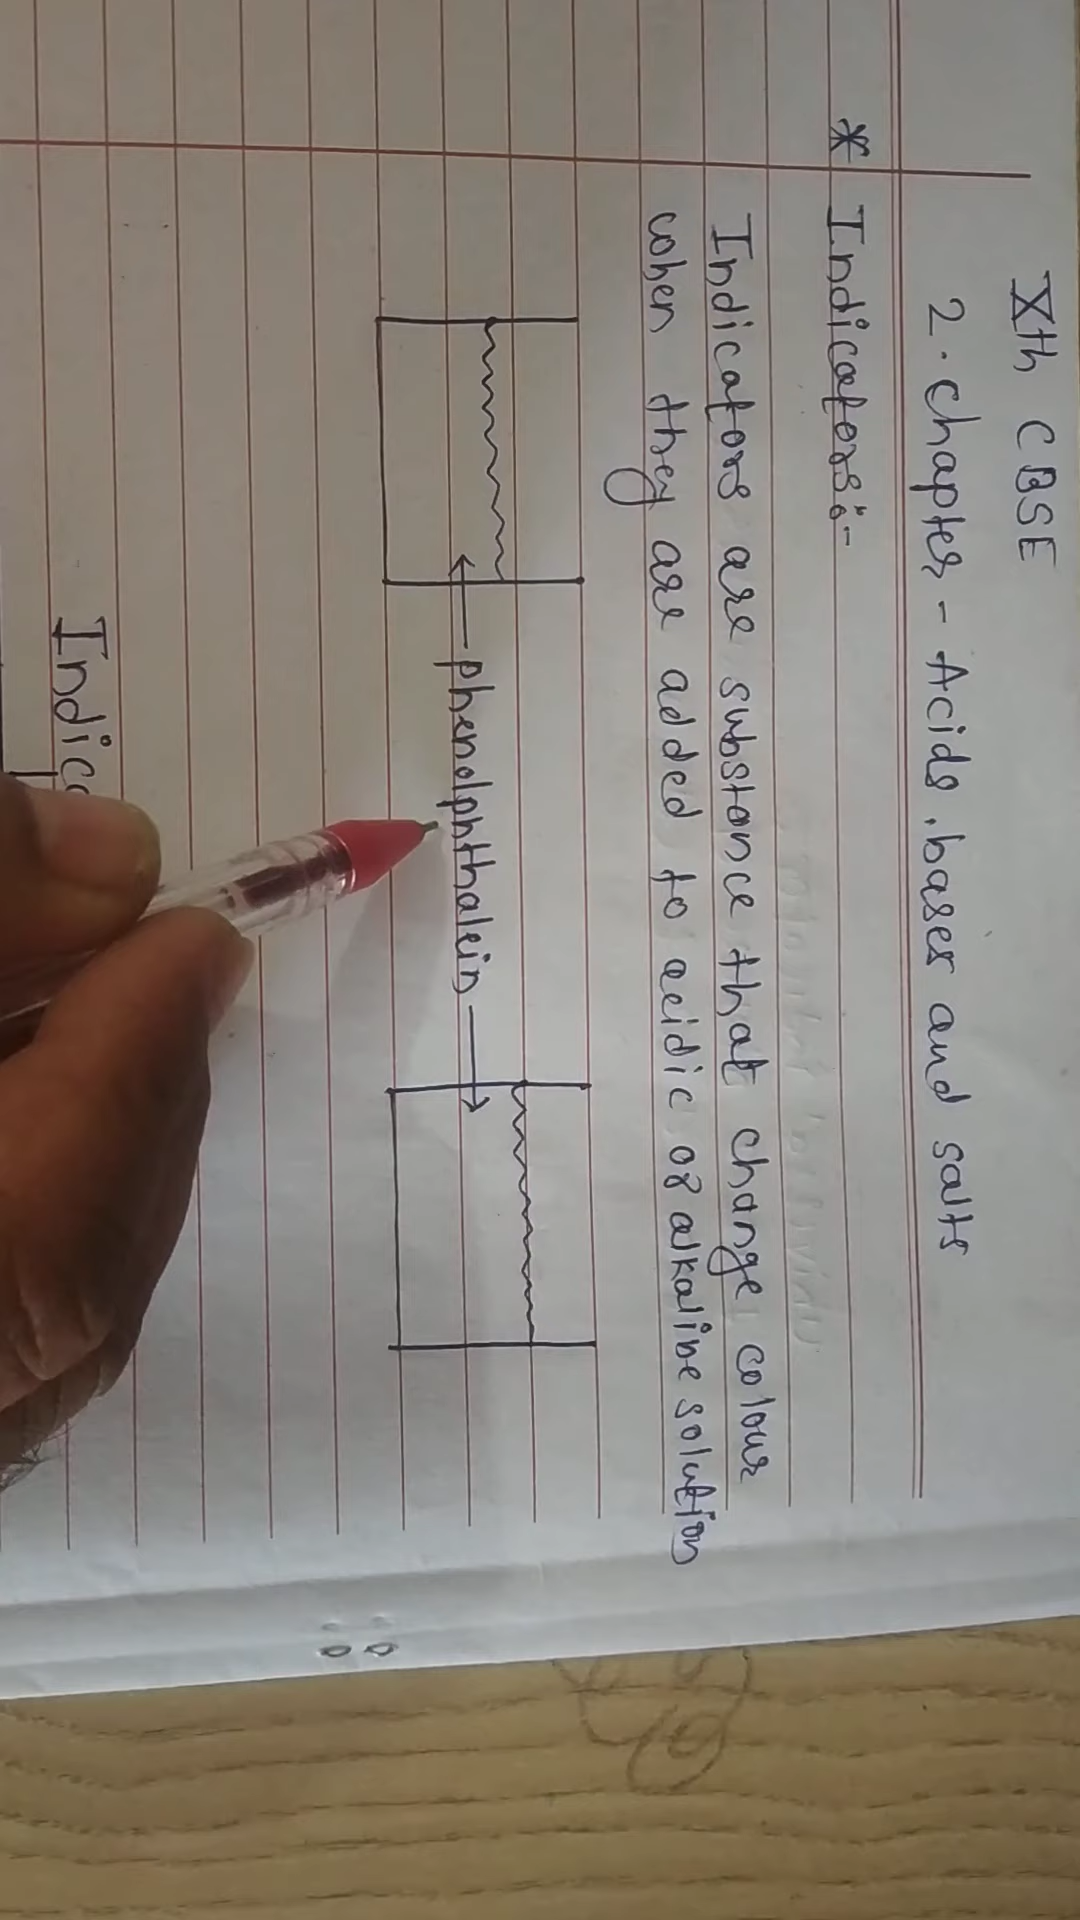 Xth CBSE
2. Chapter - Acids, bases and salts
* Indicators:-
Indicators are substance that change colour
when they are added to acidic or alkaline solution
phenolphthalein